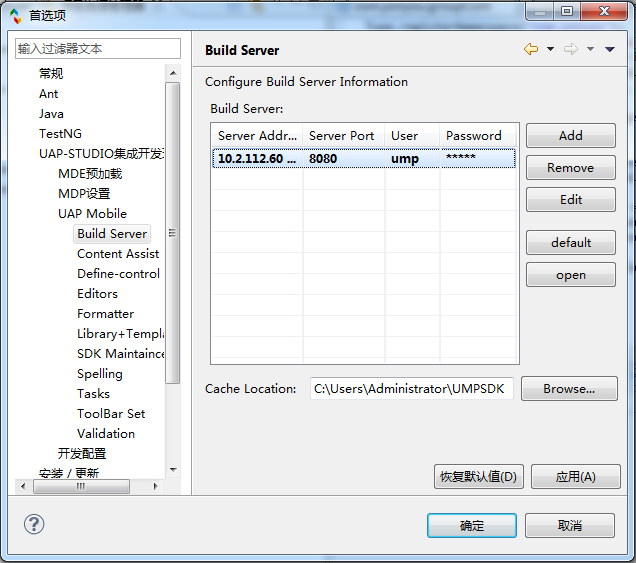 首选项
输入过滤器文本
常规
Ant
Java
TestNG
UAP-STUDIO集成开发
MDE预加载
MDP设置
UAP Mobile
Build Server
Content Assist
Define-control
Editors
Formatter
Library+Templa
SDK Maintaince
Spelling
Tasks
ToolBar Set
Validation
开发配置
安装 / 更新
Build Server
Configure Build Server Information
Build Server:
Server Addr... Server Port User Password
10.2.112.60 ... 8080 ump *****
Add
Remove
Edit
default
open
Cache Location: C:\Users\Administrator\UMPSDK Browse...
恢复默认值(D) 应用(A)
确定 取消